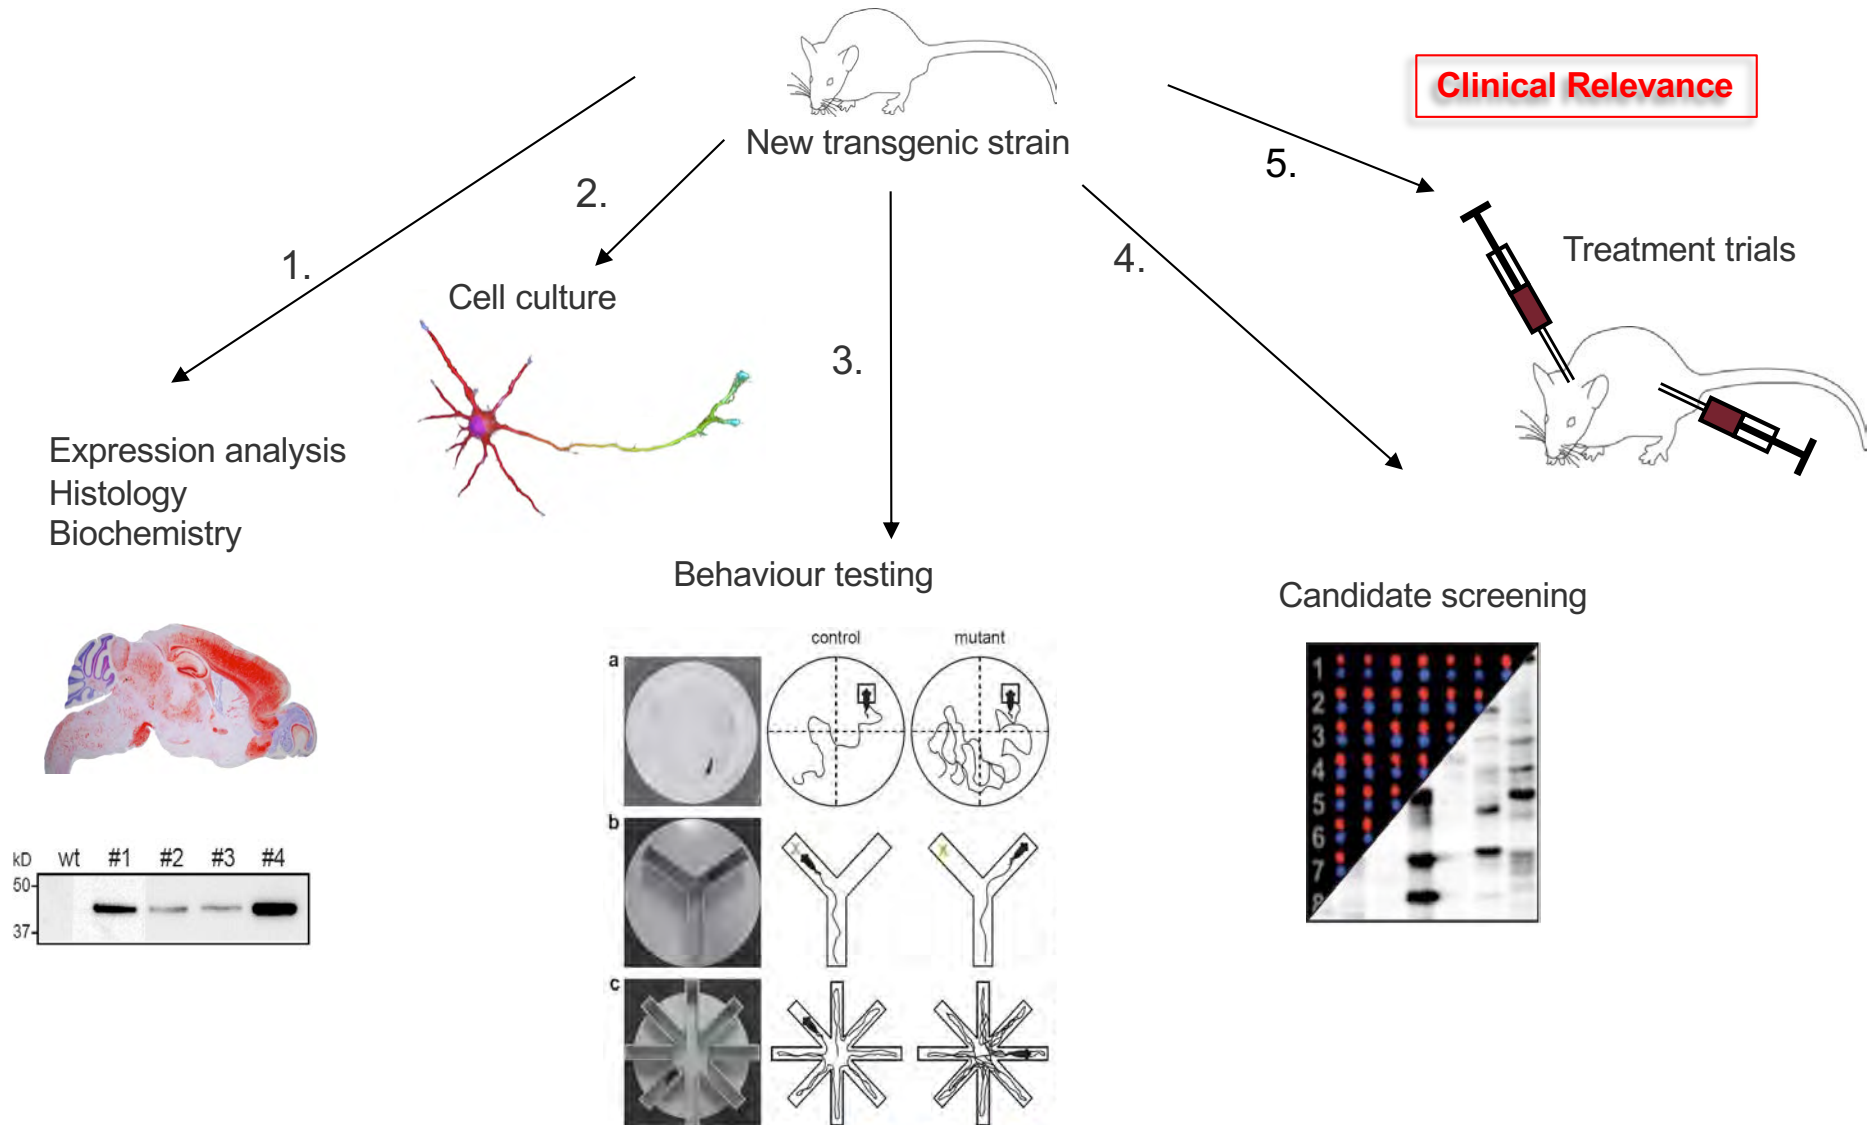 Clinical Relevance
New transgenic strain
1.
2.
3.
4.
5.
Treatment trials
Cell culture
Expression analysis
Histology
Biochemistry
Behaviour testing
Candidate screening
control mutant
a
b
c
kD wt #1 #2 #3 #4
50-
37-
1
2
3
4
5
6
7
8